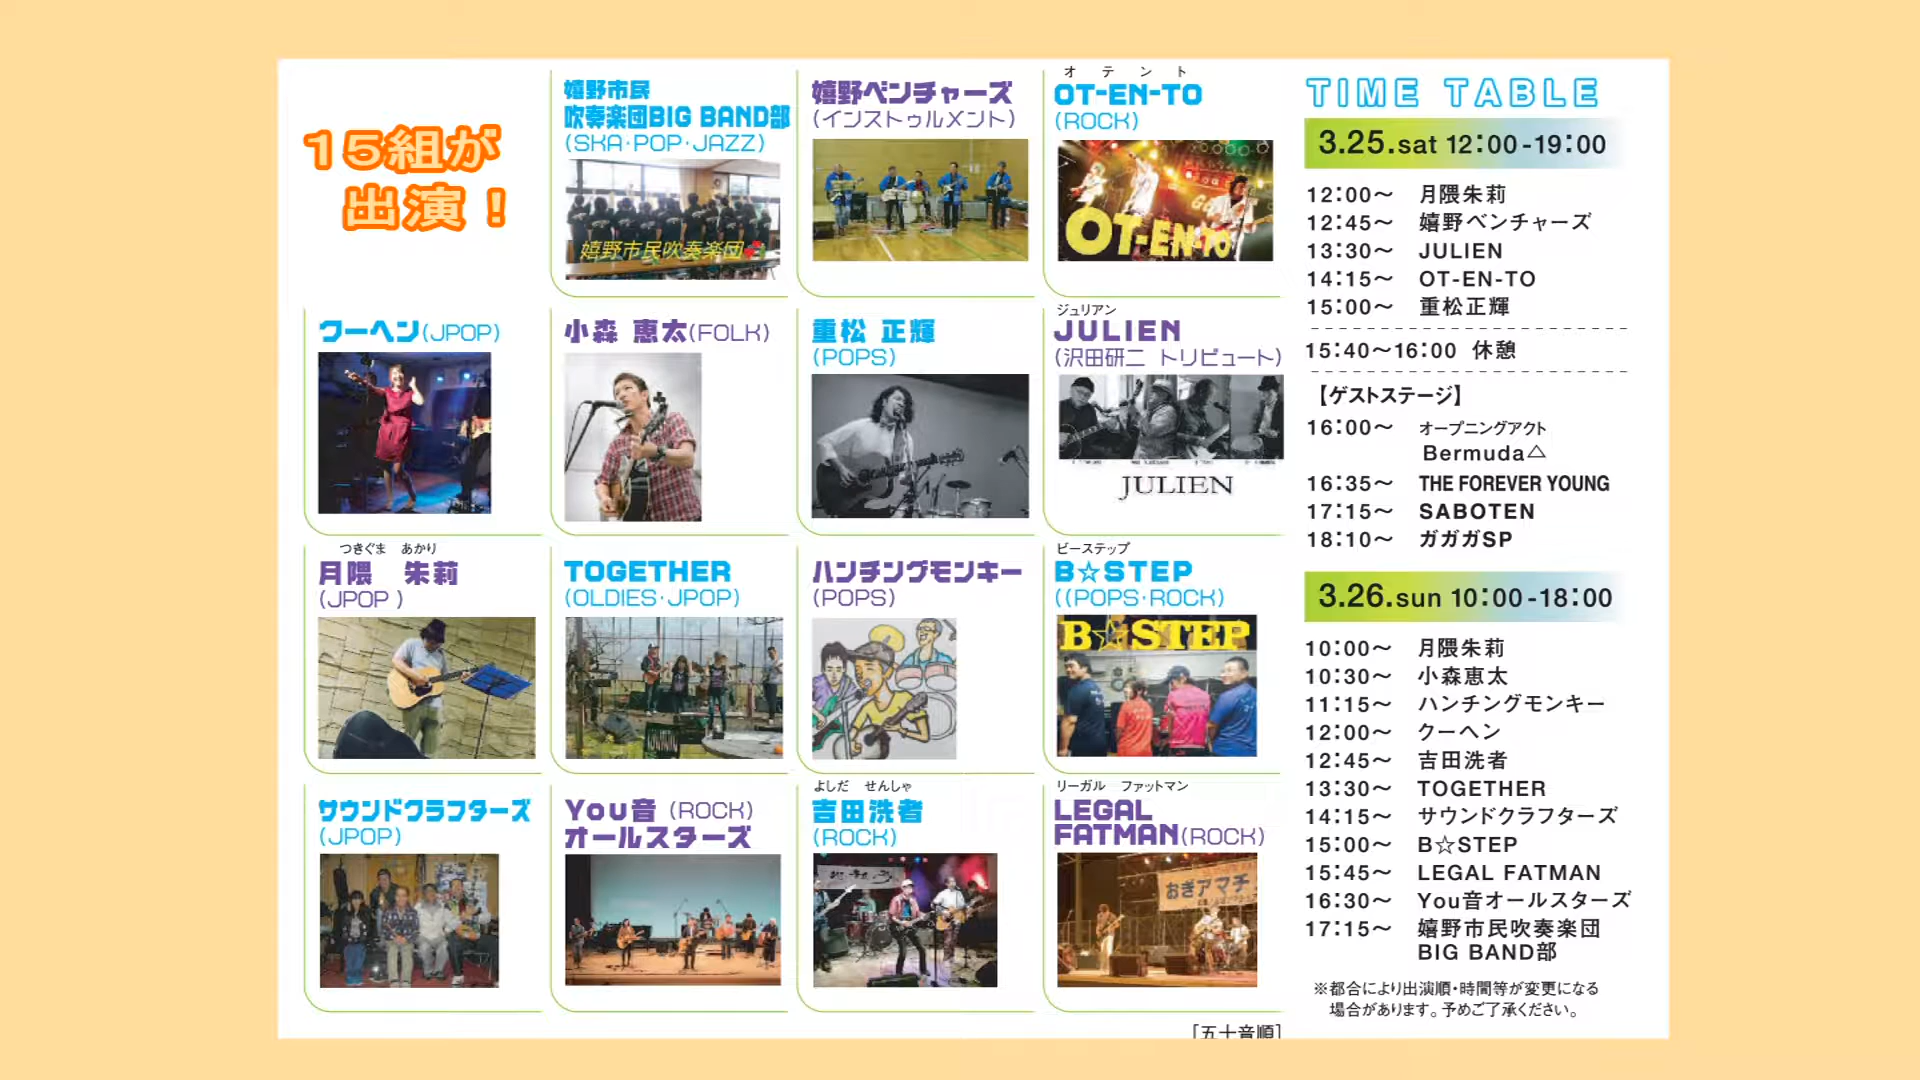 15組が
出演！
嬉野市民
吹奏楽団BIG BAND部
(SKA･POP･JAZZ)
嬉野市民吹奏楽団
嬉野ベンチャーズ
(インストゥルメント)
オテント
OT-EN-TO
(ROCK)
OT-EN-TO
クーヘン(JPOP)
小森 恵太(FOLK)
重松 正輝
(POPS)
ジュリアン
JULIEN
(沢田研二 トリビュート)
JULIEN
つきぐま あかり
月隈 朱莉
(JPOP )
TOGETHER
(OLDIES･JPOP)
ハンチングモンキー
(POPS)
ビーステップ
B☆STEP
((POPS･ROCK)
B☆STEP
サウンドクラフターズ
(JPOP)
You音 (ROCK)
オールスターズ
よしだ せんしゃ
吉田洗者
(ROCK)
リーガル ファットマン
LEGAL
FATMAN(ROCK)
おぎアマチ
[五十音順]
TIME TABLE
3.25.sat 12:00-19:00
12:00〜 月隈朱莉
12:45〜 嬉野ベンチャーズ
13:30〜 JULIEN
14:15〜 OT-EN-TO
15:00〜 重松正輝
15:40〜16:00 休憩
【ゲストステージ】
16:00〜 オープニングアクト
Bermuda△
16:35〜 THE FOREVER YOUNG
17:15〜 SABOTEN
18:10〜 ガガガSP
3.26.sun 10:00-18:00
10:00〜 月隈朱莉
10:30〜 小森恵太
11:15〜 ハンチングモンキー
12:00〜 クーヘン
12:45〜 吉田洗者
13:30〜 TOGETHER
14:15〜 サウンドクラフターズ
15:00〜 B☆STEP
15:45〜 LEGAL FATMAN
16:30〜 You音オールスターズ
17:15〜 嬉野市民吹奏楽団
BIG BAND部
※都合により出演順・時間等が変更になる
場合があります。予めご了承ください。